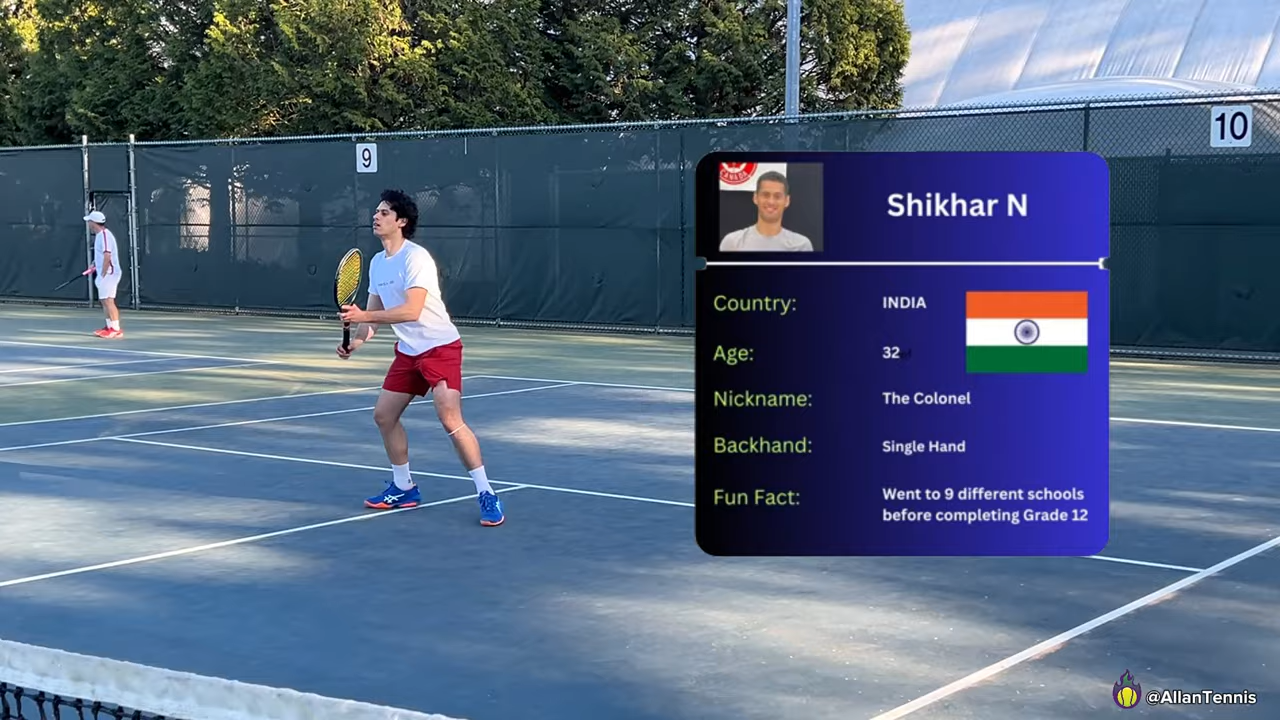 9
10
CANADA
Shikhar N
Country: INDIA
Age: 32
Nickname: The Colonel
Backhand: Single Hand
Fun Fact: Went to 9 different schools
before completing Grade 12
@AllanTennis